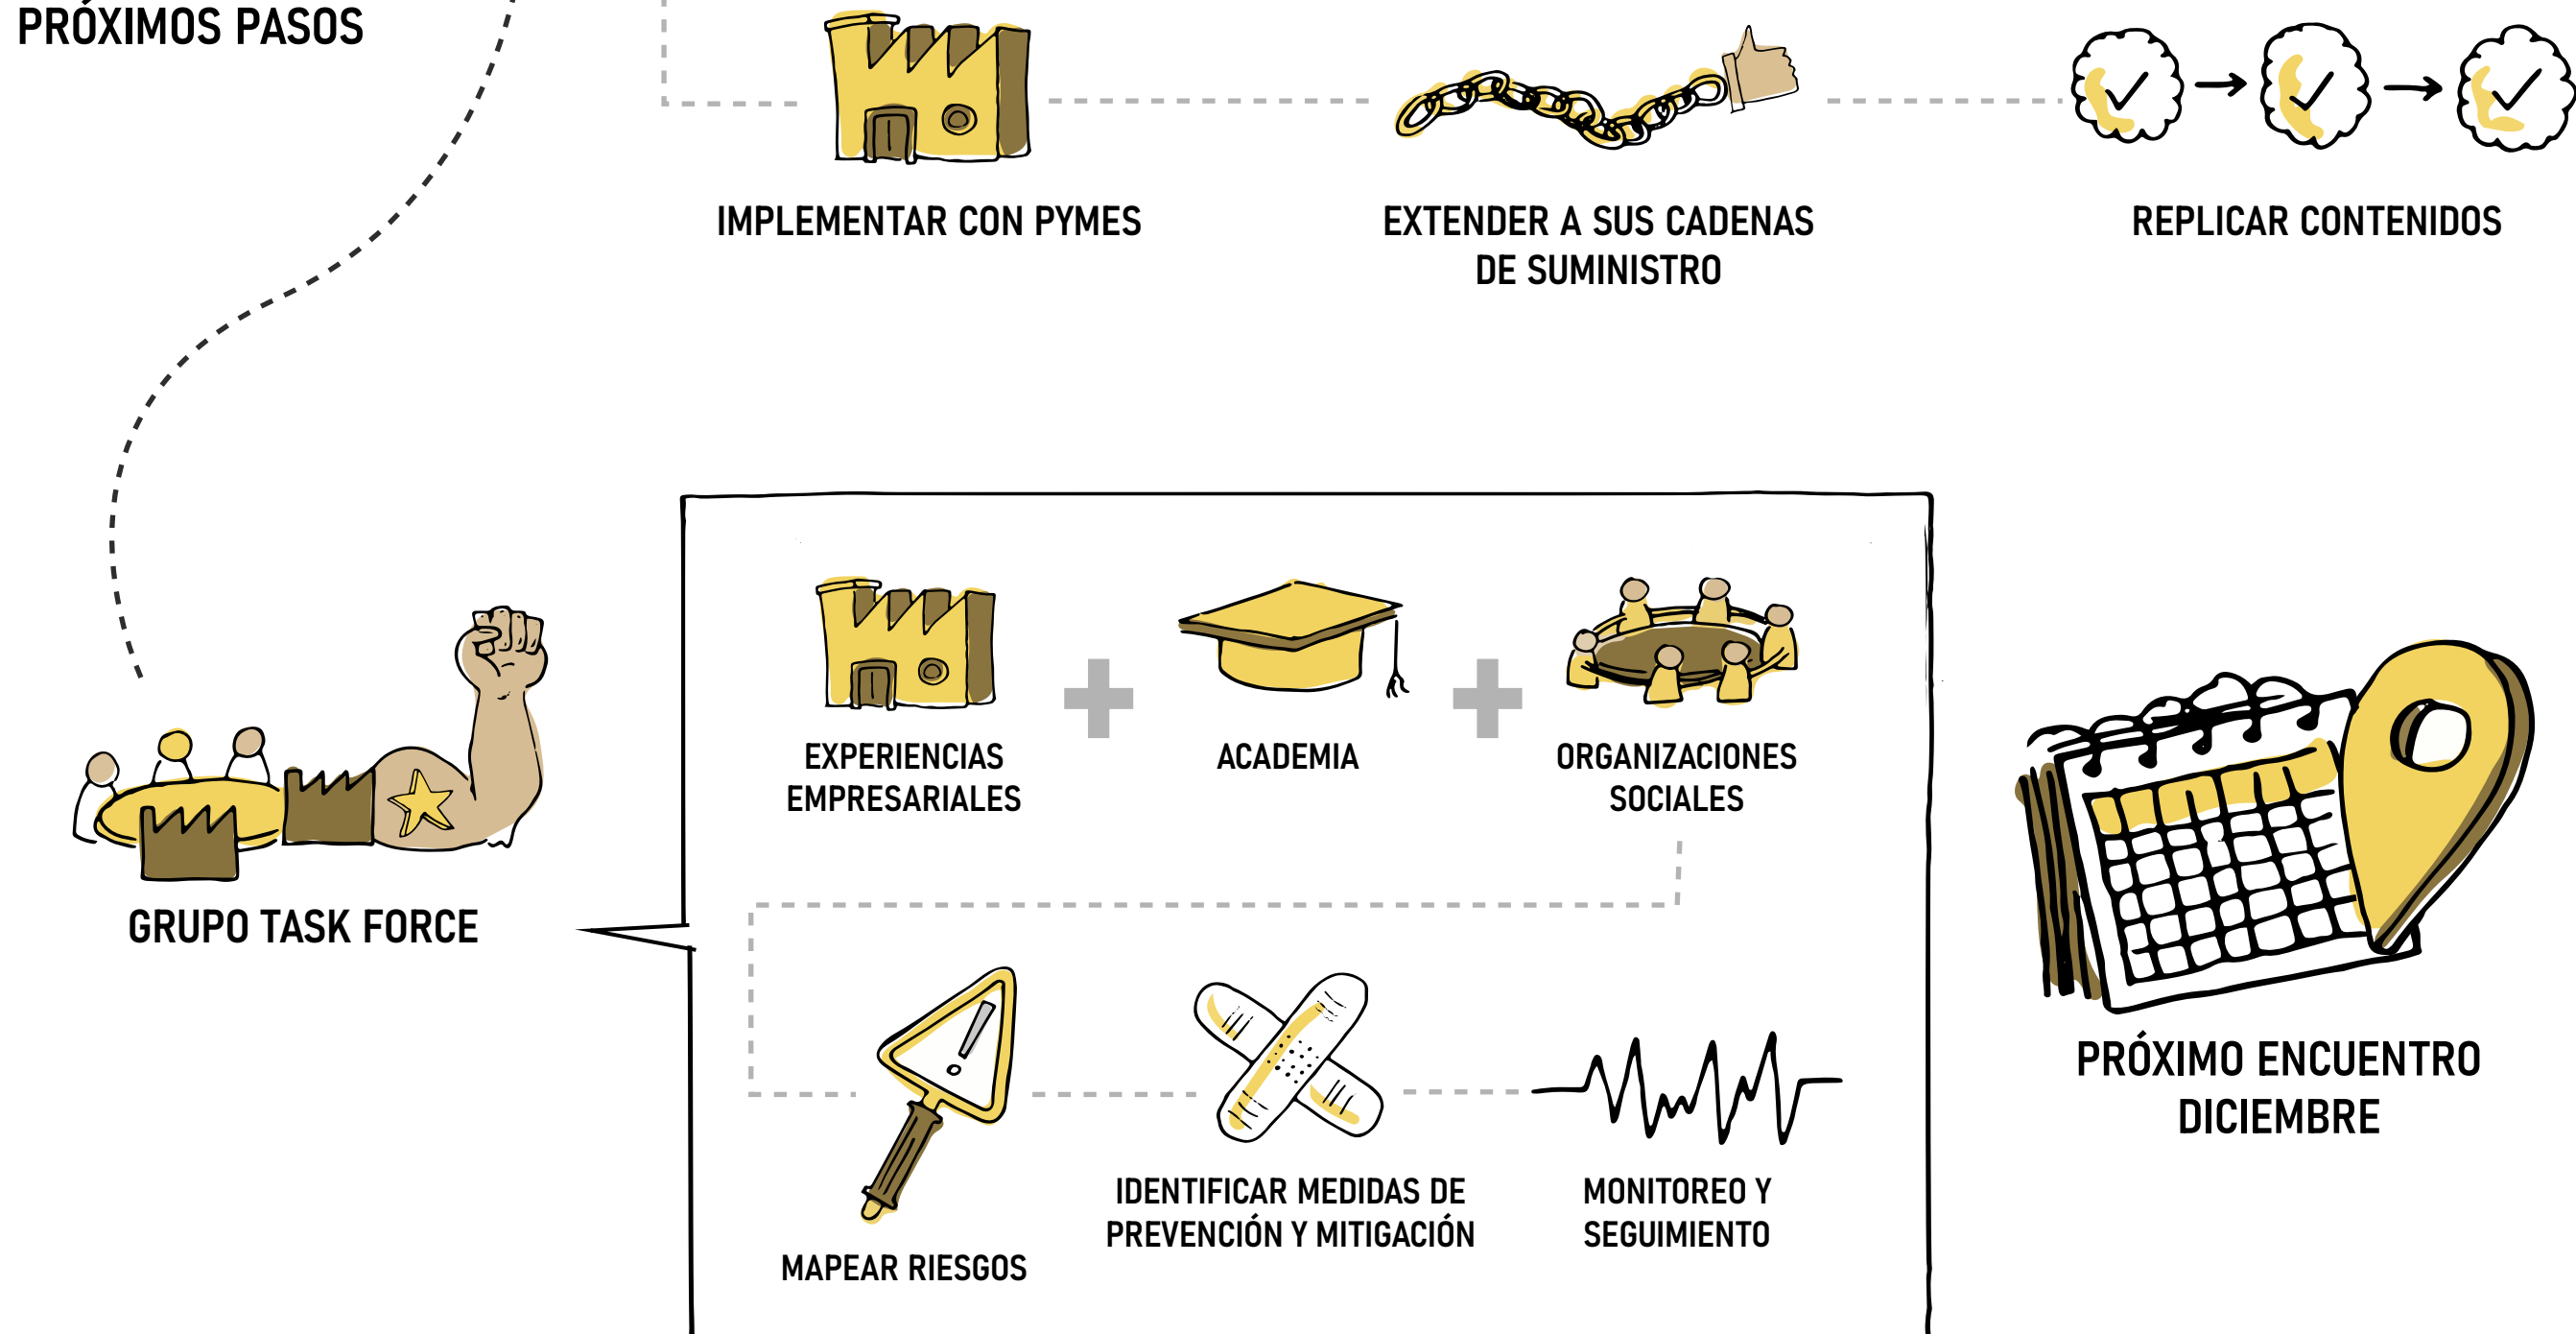 PRÓXIMOS PASOS
IMPLEMENTAR CON PYMES
EXTENDER A SUS CADENAS
DE SUMINISTRO
REPLICAR CONTENIDOS
GRUPO TASK FORCE
EXPERIENCIAS
EMPRESARIALES
ACADEMIA
ORGANIZACIONES
SOCIALES
MAPEAR RIESGOS
IDENTIFICAR MEDIDAS DE
PREVENCIÓN Y MITIGACIÓN
MONITOREO Y
SEGUIMIENTO
PRÓXIMO ENCUENTRO
DICIEMBRE